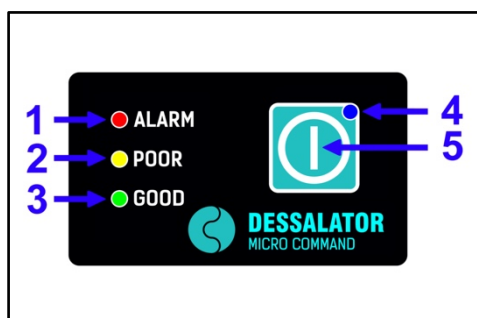 1 ALARM 4
2 POOR 5
3 GOOD
DESSALATOR
MICRO COMMAND